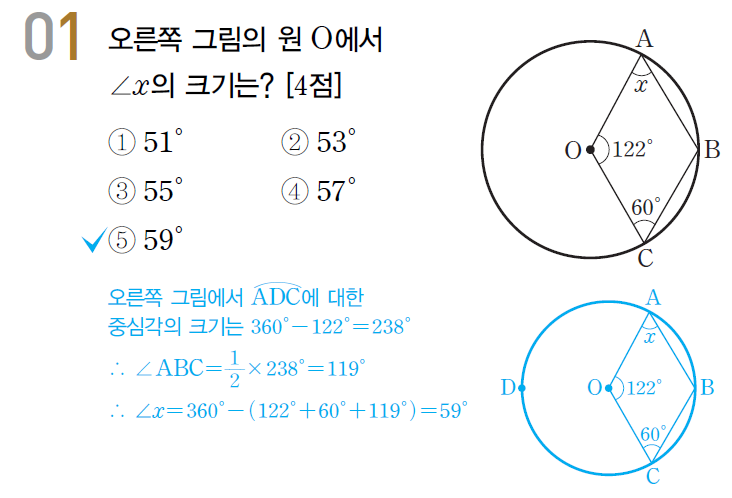 01 오른쪽 그림의 원 O에서
∠x의 크기는? [4점]
① 51° ② 53°
③ 55° ④ 57°
⑤ 59°
A
x
O 122° B
60°
C
오른쪽 그림에서 ADC에 대한
중심각의 크기는 360°-122°=238°
∴ ∠ABC=1/2×238°=119°
∴ ∠x=360°-(122°+60°+119°)=59°
A
x
D O 122° B
60°
C